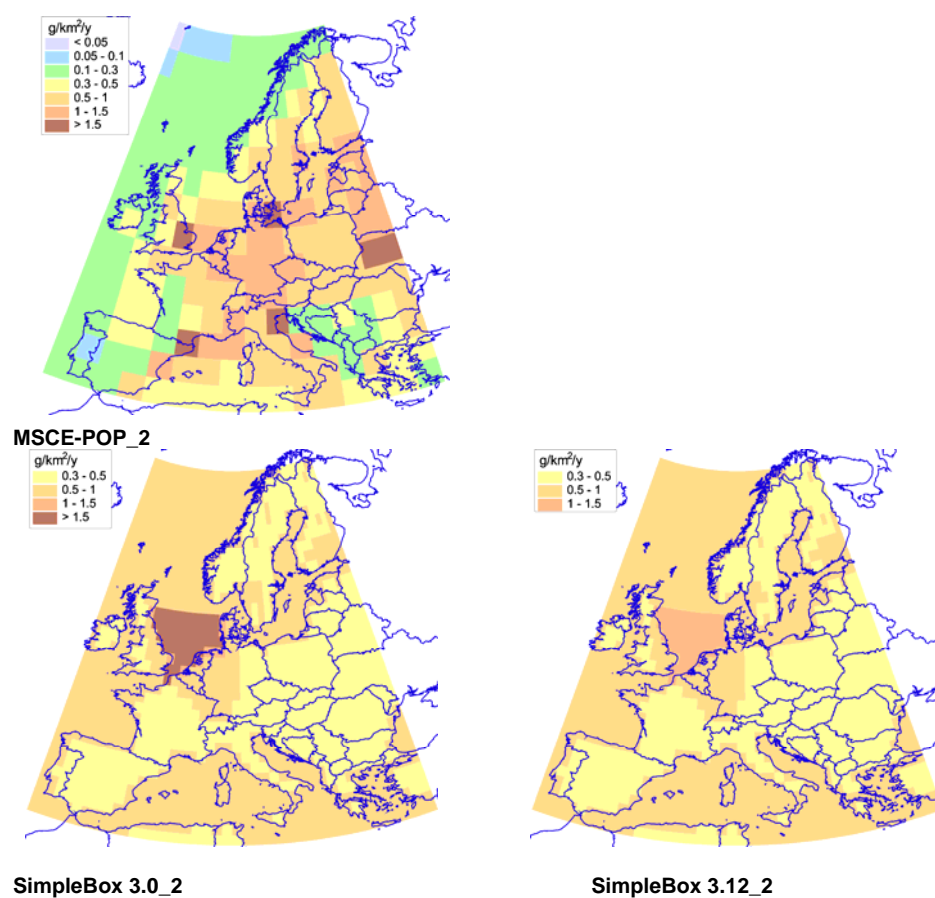 g/km²/y
< 0.05
0.05 - 0.1
0.1 - 0.3
0.3 - 0.5
0.5 - 1
1 - 1.5
> 1.5
MSCE-POP_2
g/km²/y
0.3 - 0.5
0.5 - 1
1 - 1.5
> 1.5
g/km²/y
0.3 - 0.5
0.5 - 1
1 - 1.5
SimpleBox 3.0_2
SimpleBox 3.12_2